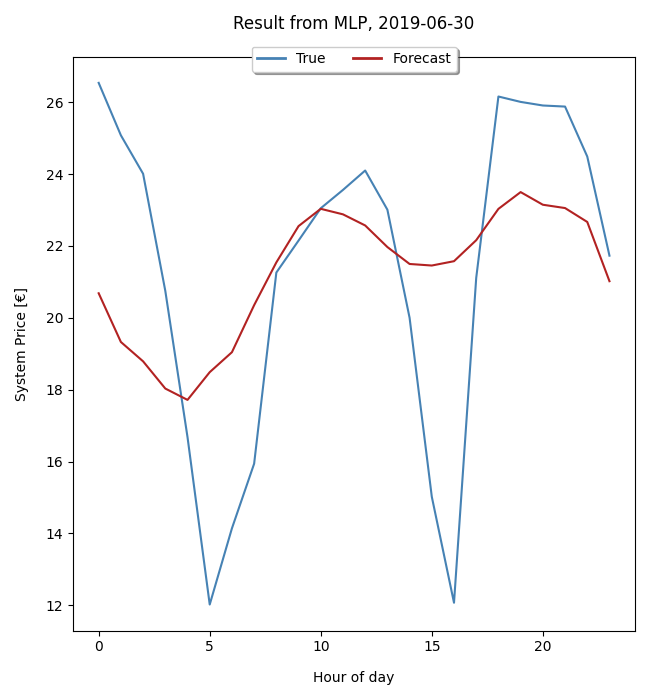 Result from MLP, 2019-06-30
True Forecast
System Price [€]
26
24
22
20
18
16
14
12
0 5 10 15 20
Hour of day